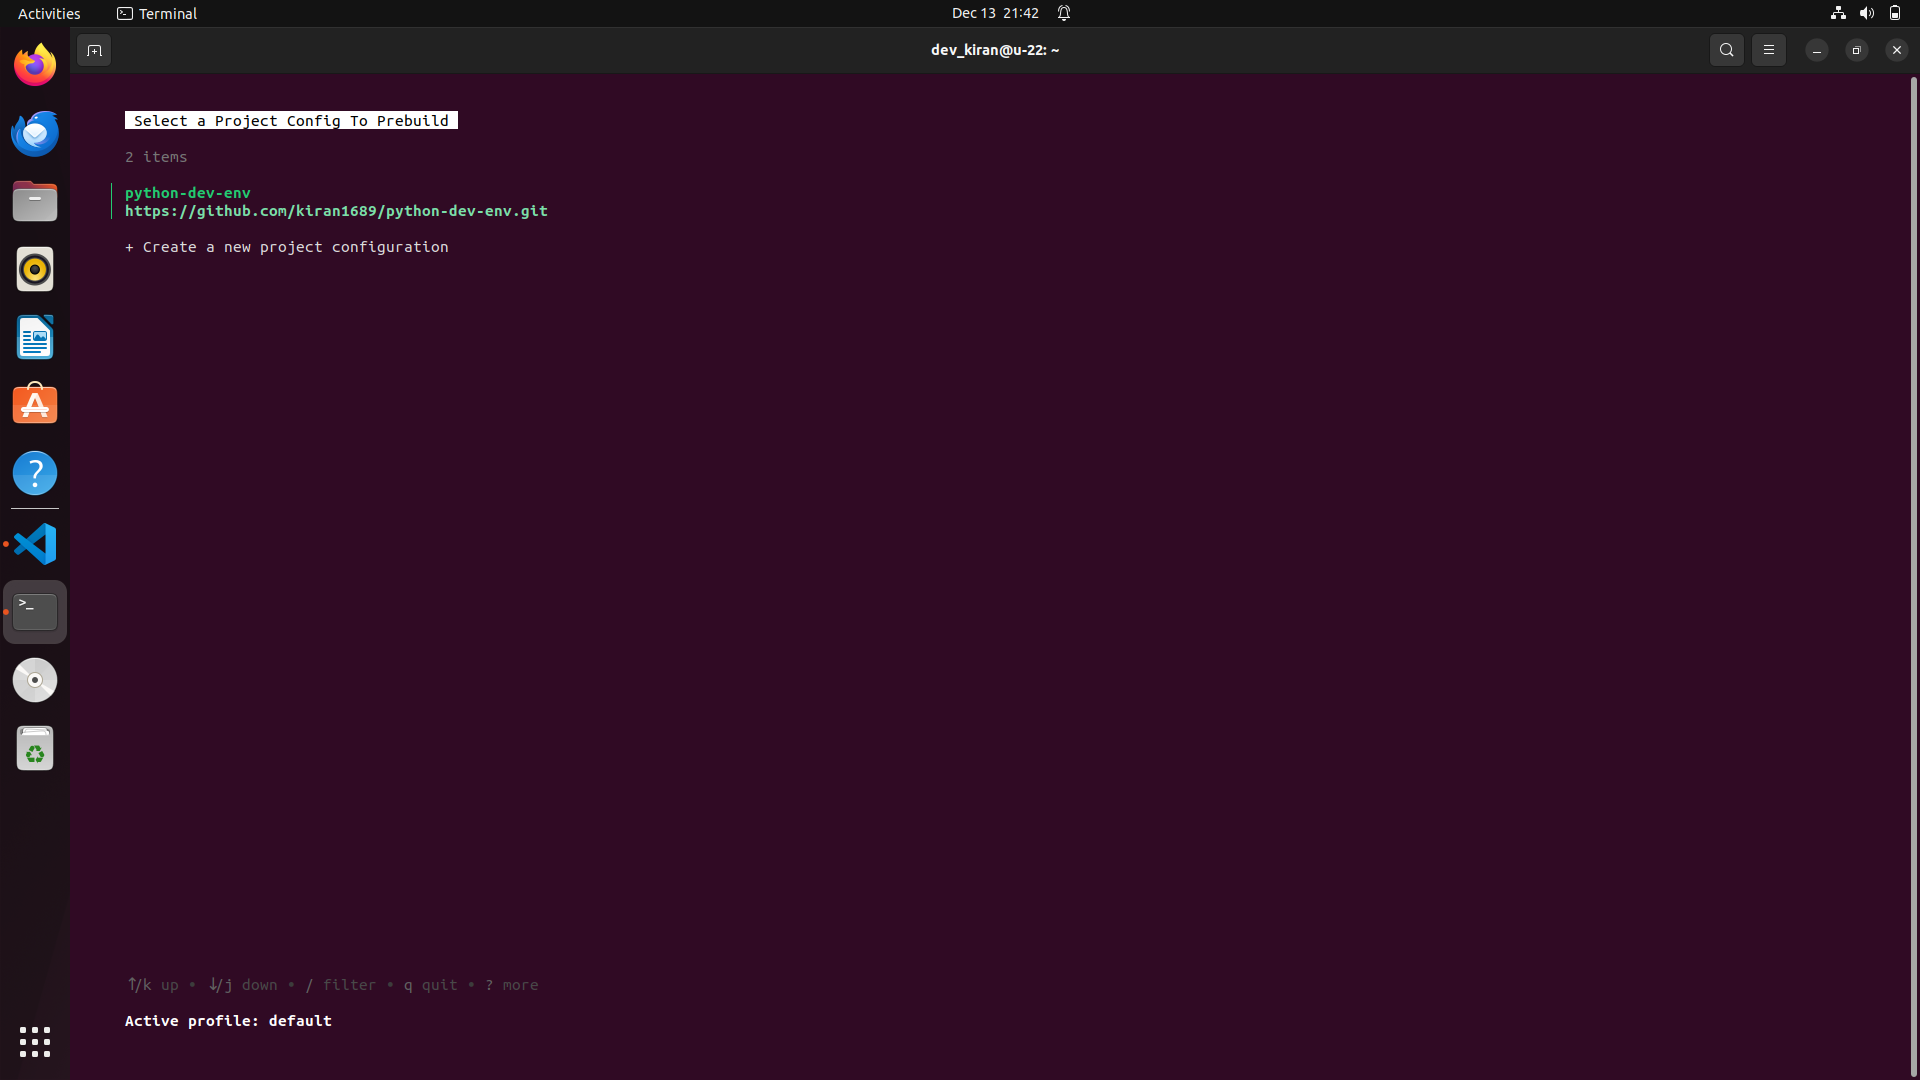 Activities
Terminal
Dec 13 21:42
dev_kiran@u-22: ~
Select a Project Config To Prebuild
2 items
python-dev-env
https://github.com/kiran1689/python-dev-env.git
+ Create a new project configuration
↑/k up • ↓/j down • / filter • q quit • ? more
Active profile: default